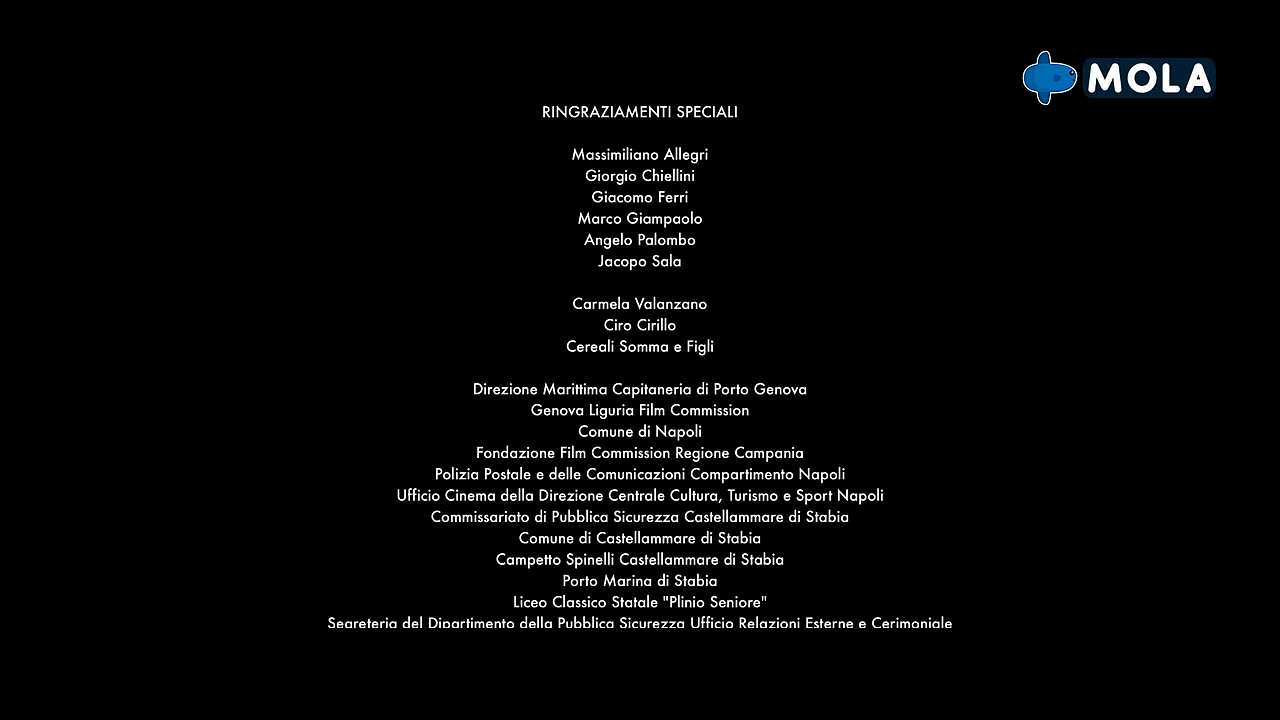 MOLA
RINGRAZIAMENTI SPECIALI
Massimiliano Allegri
Giorgio Chiellini
Giacomo Ferri
Marco Giampaolo
Angelo Palombo
Jacopo Sala
Carmela Valanzano
Ciro Cirillo
Cereali Somma e Figli
Direzione Marittima Capitaneria di Porto Genova
Genova Liguria Film Commission
Comune di Napoli
Fondazione Film Commission Regione Campania
Polizia Postale e delle Comunicazioni Compartimento Napoli
Ufficio Cinema della Direzione Centrale Cultura, Turismo e Sport Napoli
Commissariato di Pubblica Sicurezza Castellammare di Stabia
Comune di Castellammare di Stabia
Campetto Spinelli Castellammare di Stabia
Porto Marina di Stabia
Liceo Classico Statale "Plinio Seniore"
Segreteria del Dipartimento della Pubblica Sicurezza Ufficio Relazioni Esterne e Cerimoniale